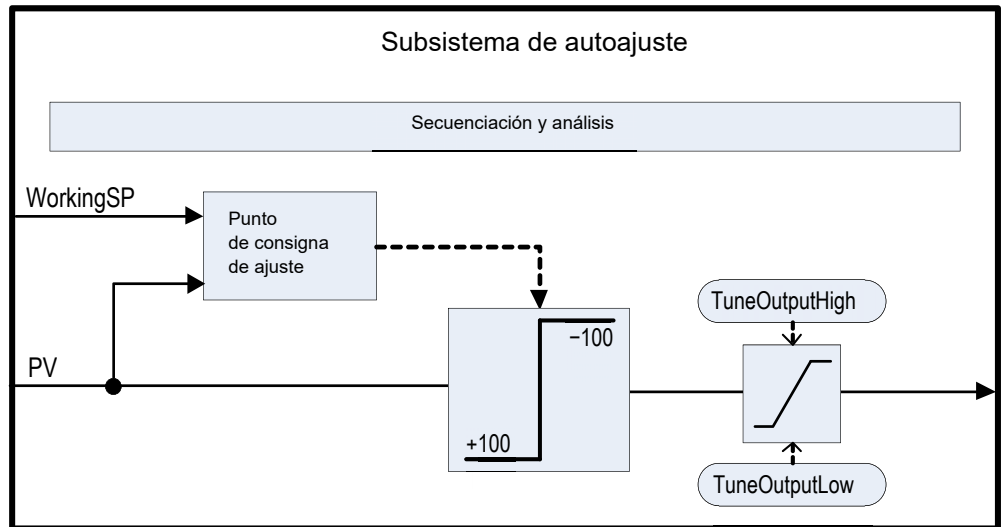 Subsistema de autoajuste
Secuenciación y análisis
WorkingSP
Punto
de consigna
de ajuste
TuneOutputHigh
−100
PV
+100
TuneOutputLow